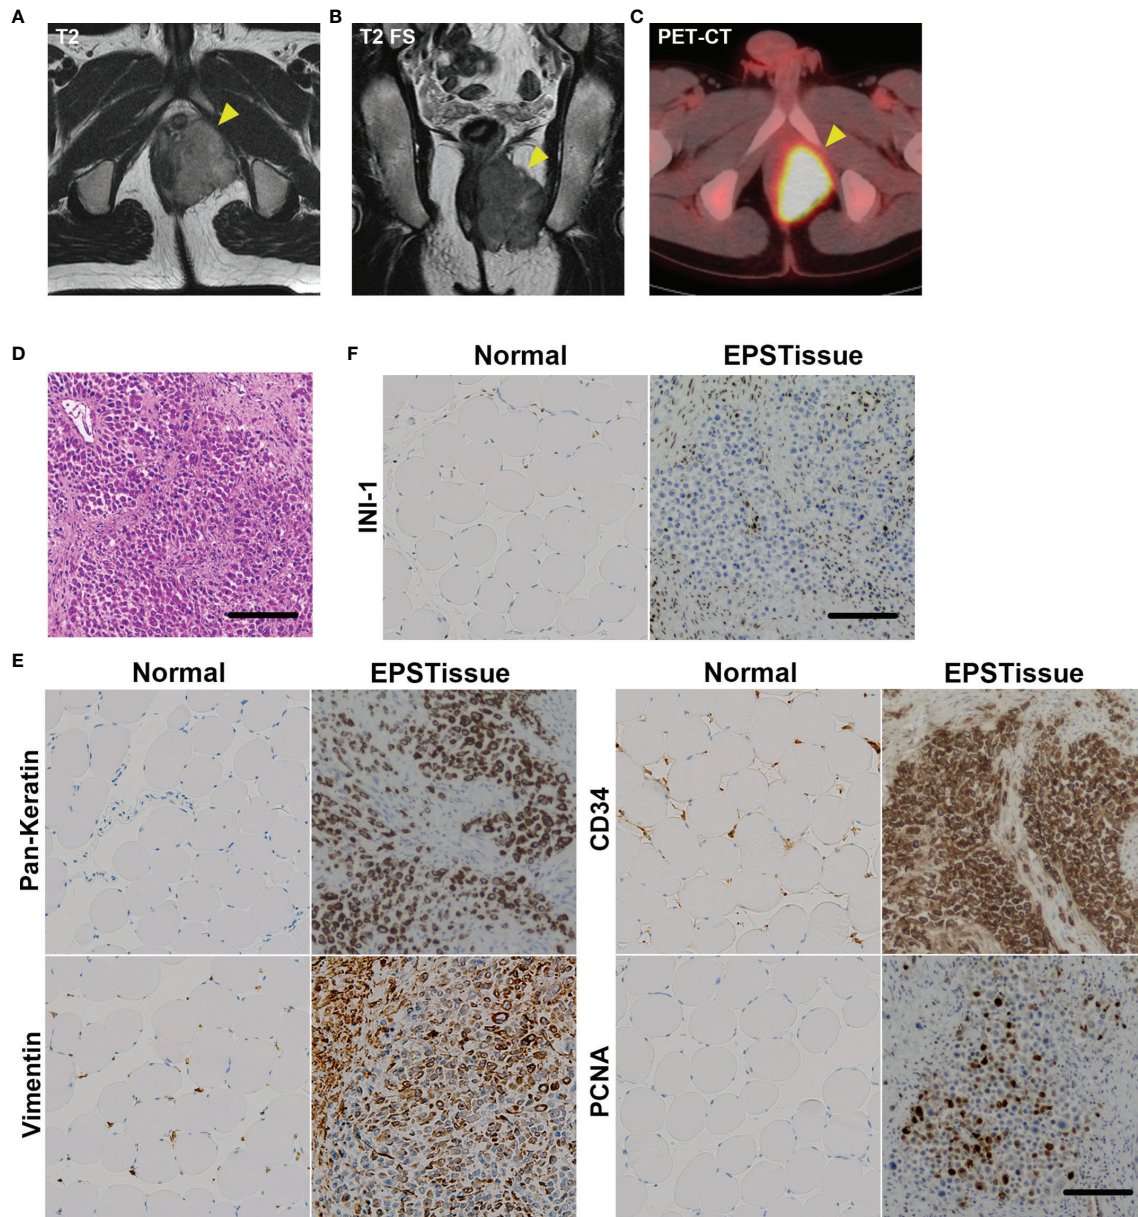 A
T2
B
T2 FS
C
PET-CT
D
F
Normal
EPSTissue
INI-1
E
Normal
EPSTissue
Pan-Keratin
Vimentin
Normal
EPSTissue
CD34
PCNA